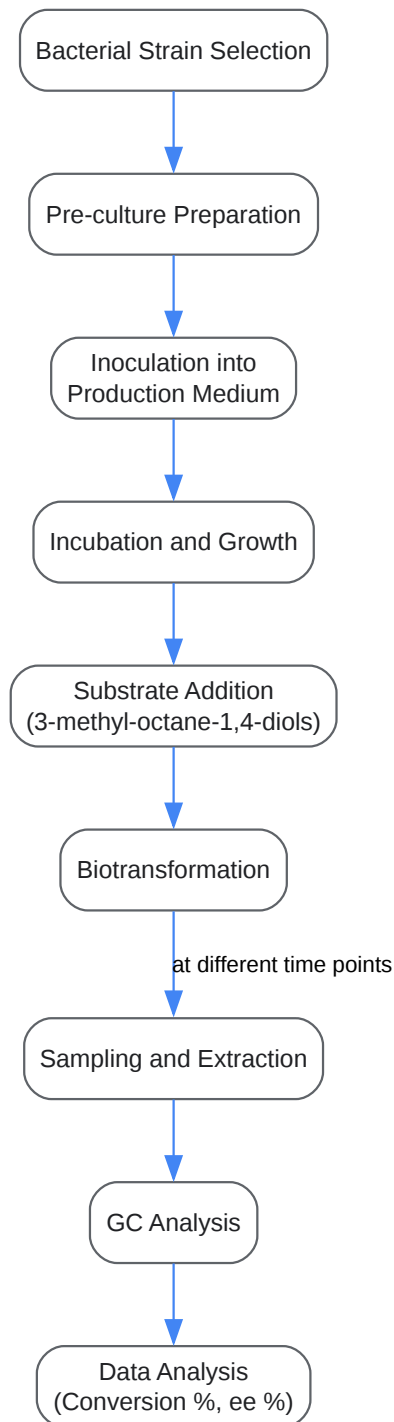 Bacterial Strain Selection
Pre-culture Preparation
Inoculation into
Production Medium
Incubation and Growth
Substrate Addition
(3-methyl-octane-1,4-diols)
Biotransformation
at different time points
Sampling and Extraction
GC Analysis
Data Analysis
(Conversion %, ee %)